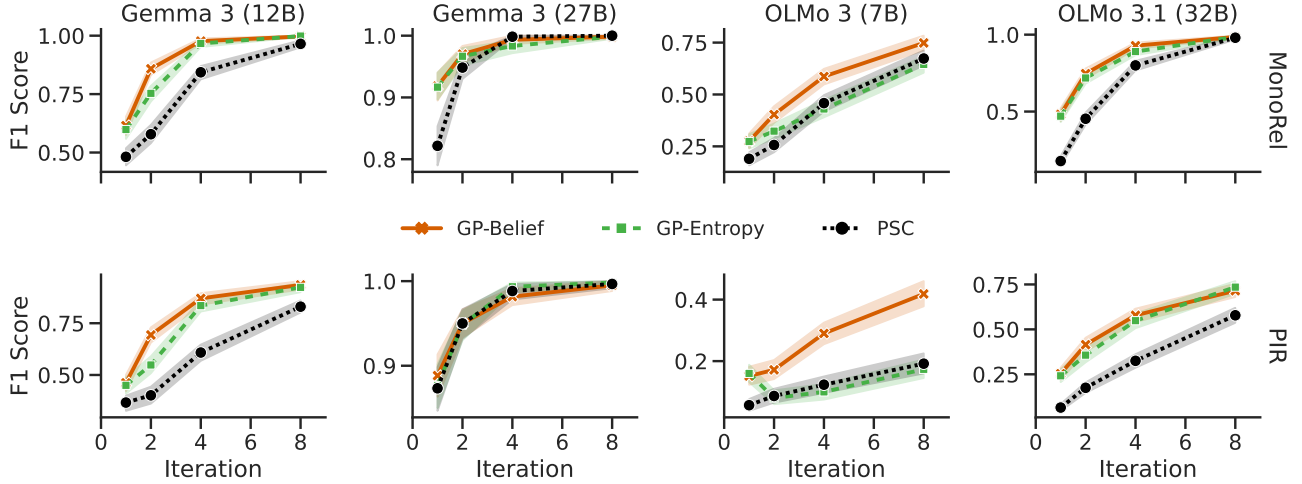 Gemma 3 (12B) Gemma 3 (27B) OLMo 3 (7B) OLMo 3.1 (32B)
F1 Score
1.00
0.75
0.50
1.0
0.9
0.8
0.75
0.50
0.25
1.0
0.5
MonoRel
GP-Belief GP-Entropy PSC
F1 Score
0.75
0.50
1.0
0.9
0.4
0.2
0.75
0.50
0.25
PIR
0 2 4 6 8 0 2 4 6 8 0 2 4 6 8 0 2 4 6 8
Iteration Iteration Iteration Iteration